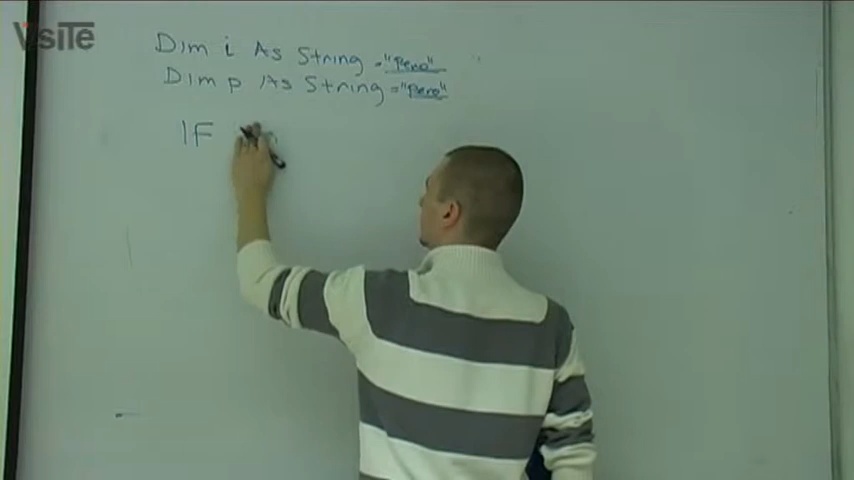 VSiTE
Dim i As String = "Pero"
Dim p As String = "Pero"
IF